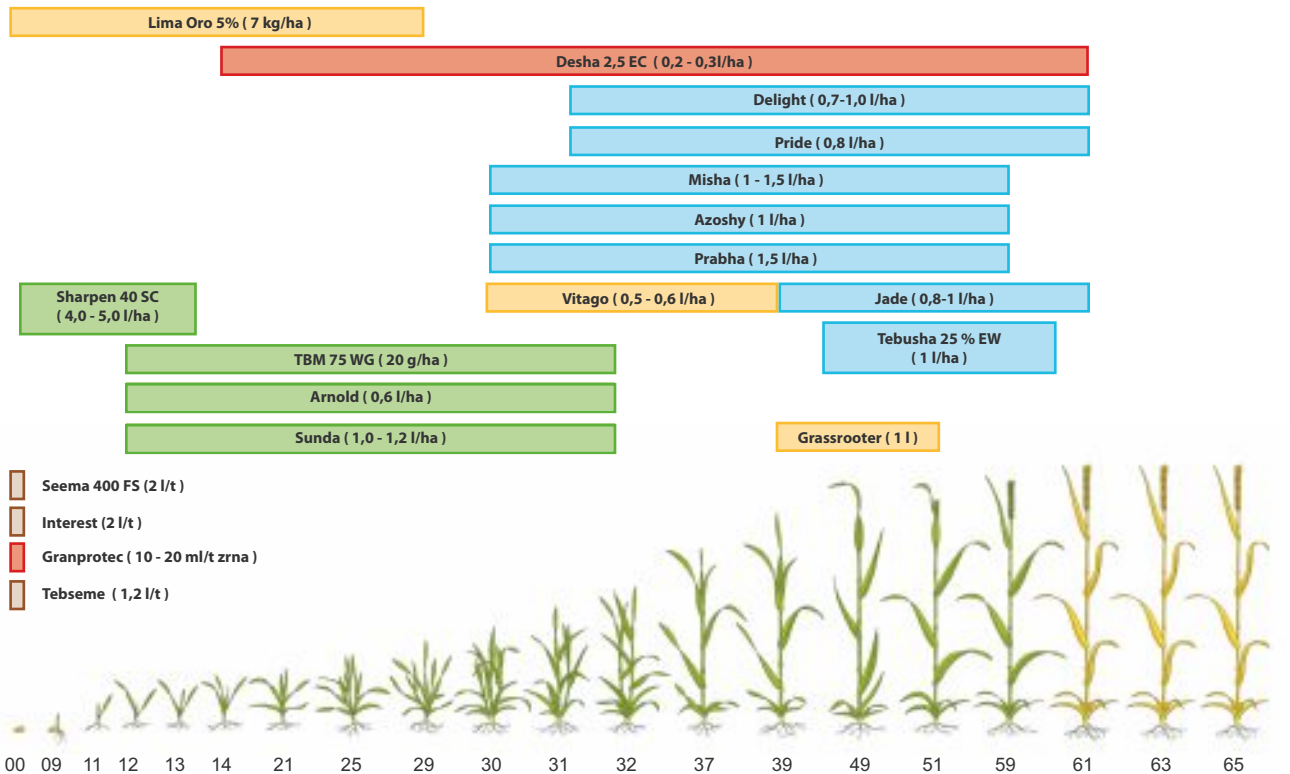 Lima Oro 5% ( 7 kg/ha )
Desha 2,5 EC ( 0,2 - 0,3l/ha )
Delight ( 0,7-1,0 l/ha )
Pride ( 0,8 l/ha )
Misha ( 1 - 1,5 l/ha )
Azoshy ( 1 l/ha )
Prabha ( 1,5 l/ha )
Sharpen 40 SC
( 4,0 - 5,0 l/ha )
Vitago ( 0,5 - 0,6 l/ha )
Jade ( 0,8-1 l/ha )
Tebusha 25 % EW
( 1 l/ha )
TBM 75 WG ( 20 g/ha )
Arnold ( 0,6 l/ha )
Sunda ( 1,0 - 1,2 l/ha )
Grassrooter ( 1 l )
Seema 400 FS (2 l/t )
Interest (2 l/t )
Granprotec ( 10 - 20 ml/t zrna )
Tebseme ( 1,2 l/t )
00 09 11 12 13 14 21 25 29 30 31 32 37 39 49 51 59 61 63 65